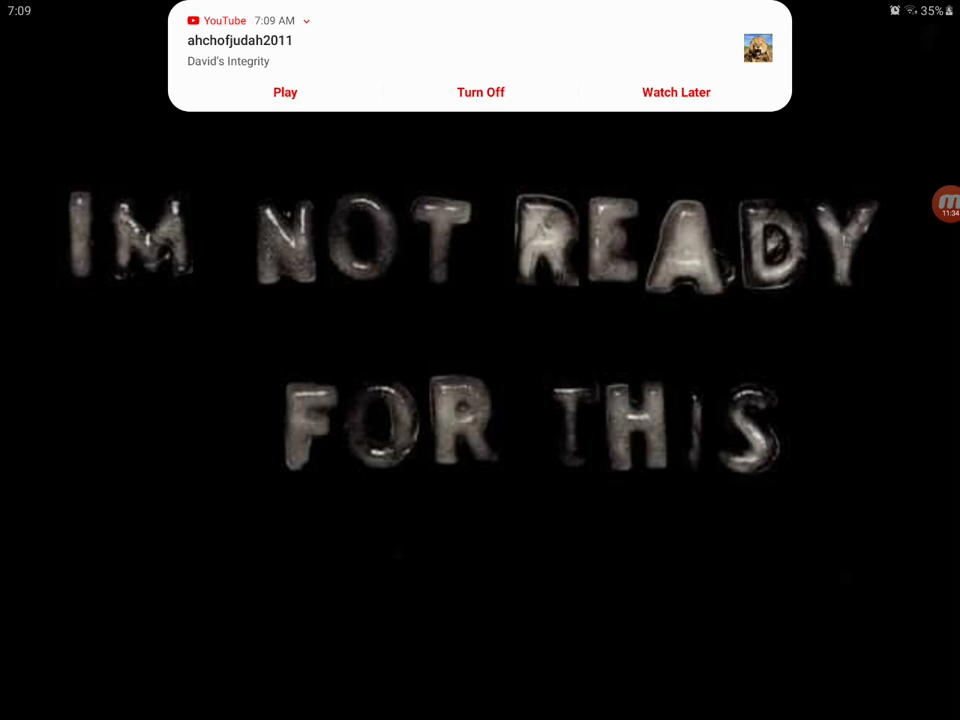 7:09
35%
YouTube 7:09 AM
ahchofjudah2011
David's Integrity
Play Turn Off Watch Later
11:34
IM NOT READY
FOR THIS